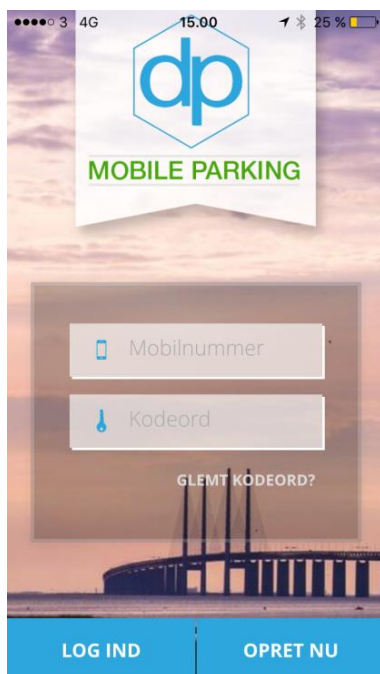 3 4G 15.00 25 %
dp
MOBILE PARKING
Mobilnummer
Kodeord
GLEMT KODEORD?
LOG IND OPRET NU